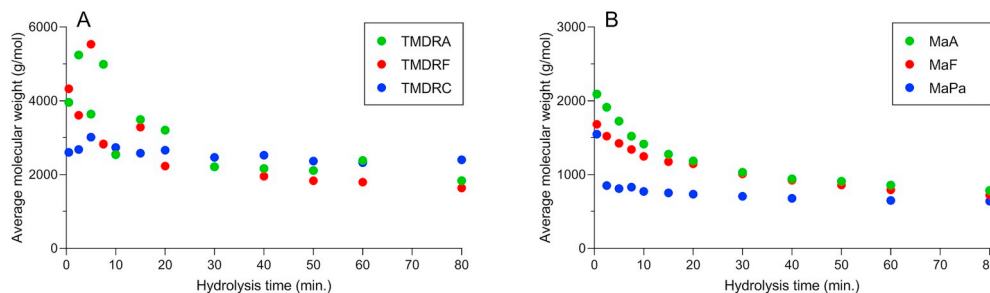 A
Average molecular weight (g/mol)
6000
4000
2000
0
0 10 20 30 40 50 60 70 80
Hydrolysis time (min.)
TMDRA
TMDRF
TMDRC
B
Average molecular weight (g/mol)
3000
2000
1000
0
0 10 20 30 40 50 60 70 80
Hydrolysis time (min.)
MaA
MaF
MaPa